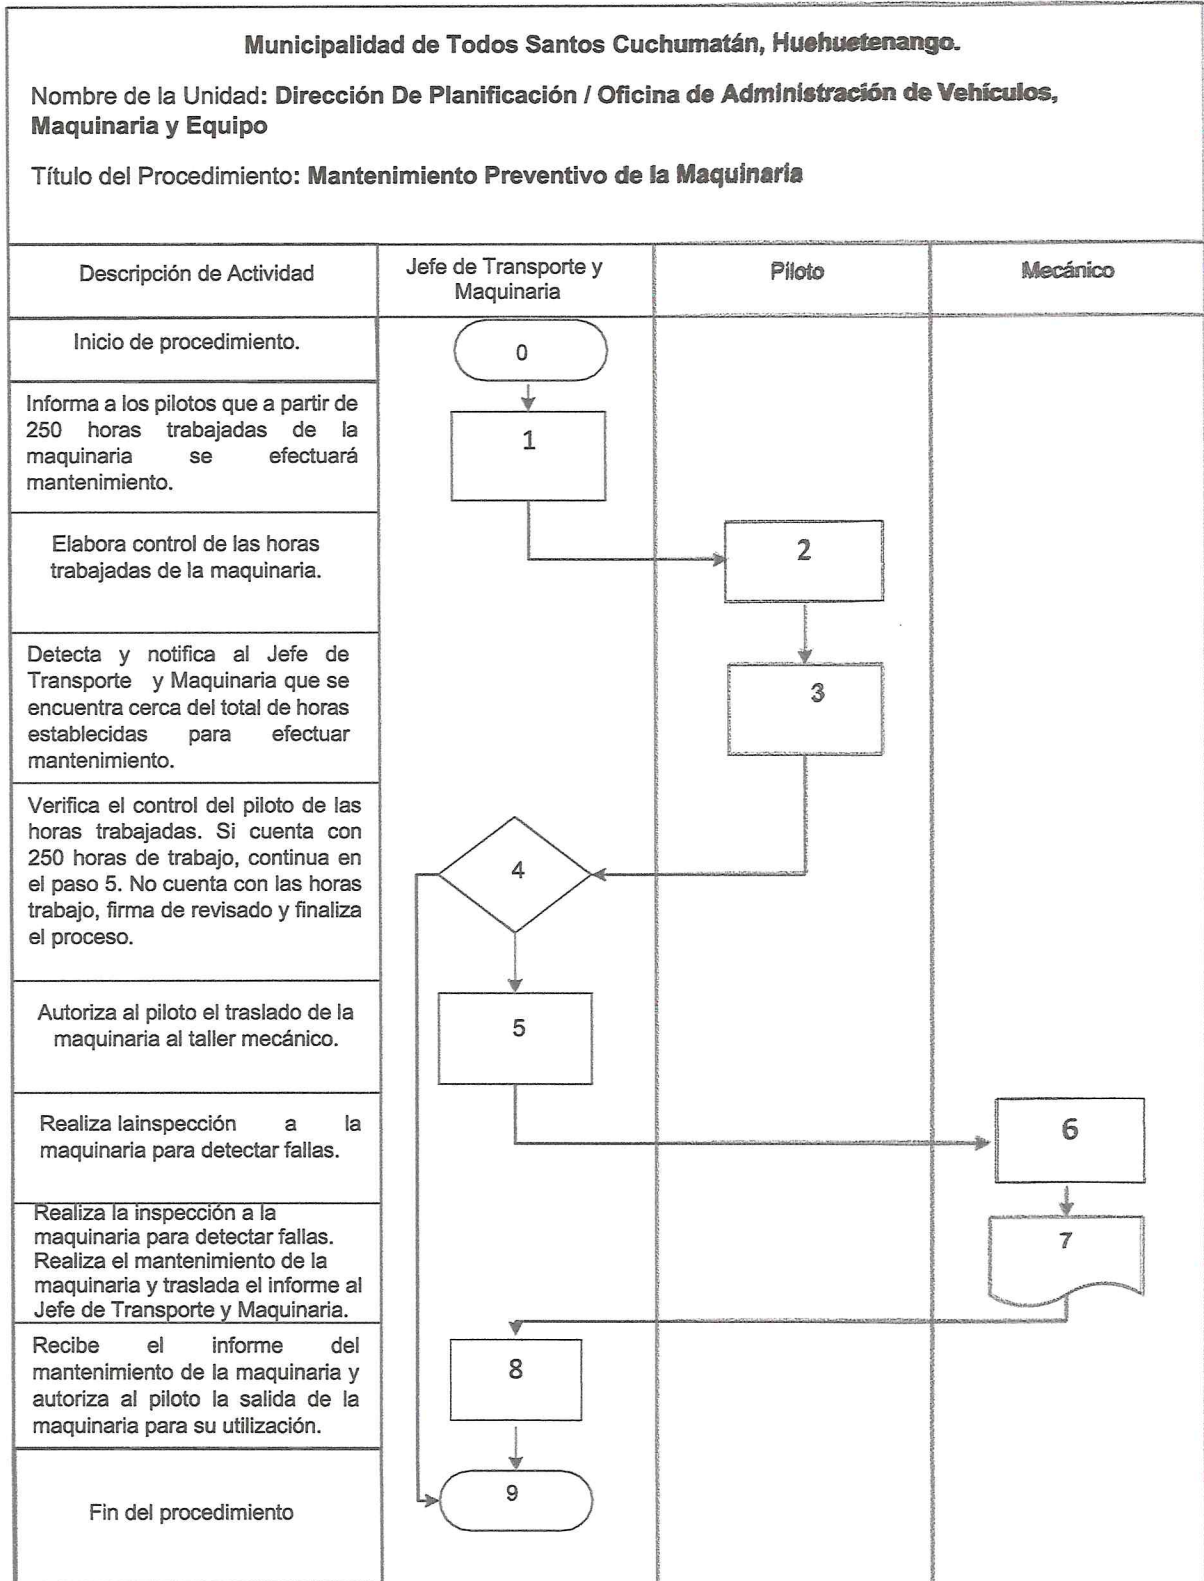 Municipalidad de Todos Santos Cuchumatán, Huehuetenango.
Nombre de la Unidad: Dirección De Planificación / Oficina de Administración de Vehículos,
Maquinaria y Equipo
Título del Procedimiento: Mantenimiento Preventivo de la Maquinaria
Descripción de Actividad
Jefe de Transporte y
Maquinaria
Piloto
Mecánico
Inicio de procedimiento.
0
Informa a los pilotos que a partir de
250 horas trabajadas de la
maquinaria se efectuará
mantenimiento.
1
Elabora control de las horas
trabajadas de la maquinaria.
2
Detecta y notifica al Jefe de
Transporte y Maquinaria que se
encuentra cerca del total de horas
establecidas para efectuar
mantenimiento.
3
Verifica el control del piloto de las
horas trabajadas. Si cuenta con
250 horas de trabajo, continua en
el paso 5. No cuenta con las horas
trabajo, firma de revisado y finaliza
el proceso.
4
Autoriza al piloto el traslado de la
maquinaria al taller mecánico.
5
Realiza lainspección a la
maquinaria para detectar fallas.
6
Realiza la inspección a la
maquinaria para detectar fallas.
Realiza el mantenimiento de la
maquinaria y traslada el informe al
Jefe de Transporte y Maquinaria.
7
Recibe el informe del
mantenimiento de la maquinaria y
autoriza al piloto la salida de la
maquinaria para su utilización.
8
Fin del procedimiento
9